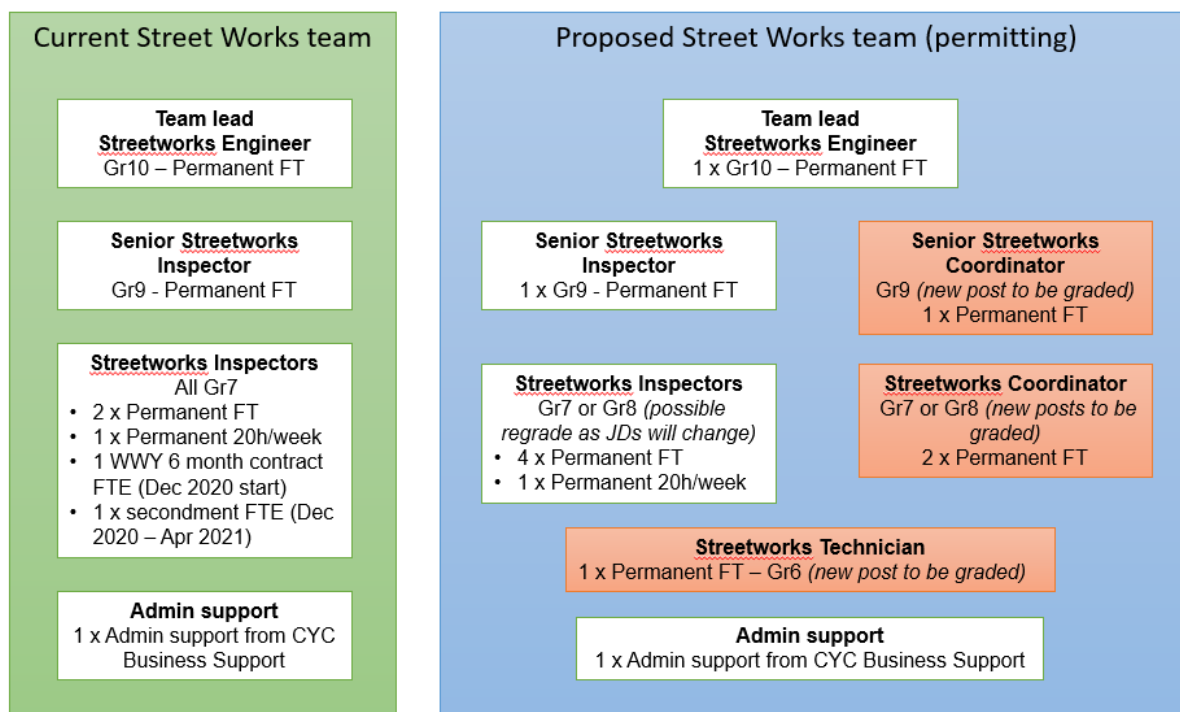 Current Street Works team
Team lead
Streetworks Engineer
Gr10 – Permanent FT
Senior Streetworks
Inspector
Gr9 - Permanent FT
Streetworks Inspectors
All Gr7
• 2 x Permanent FT
• 1 x Permanent 20h/week
• 1 WWY 6 month contract
FTE (Dec 2020 start)
• 1 x secondment FTE (Dec
2020 – Apr 2021)
Admin support
1 x Admin support from CYC
Business Support
Proposed Street Works team (permitting)
Team lead
Streetworks Engineer
1 x Gr10 – Permanent FT
Senior Streetworks
Inspector
1 x Gr9 - Permanent FT
Senior Streetworks
Coordinator
Gr9 (new post to be graded)
1 x Permanent FT
Streetworks Inspectors
Gr7 or Gr8 (possible
regrade as JDs will change)
• 4 x Permanent FT
• 1 x Permanent 20h/week
Streetworks Coordinator
Gr7 or Gr8 (new posts to be
graded)
2 x Permanent FT
Streetworks Technician
1 x Permanent FT – Gr6 (new post to be graded)
Admin support
1 x Admin support from CYC Business Support